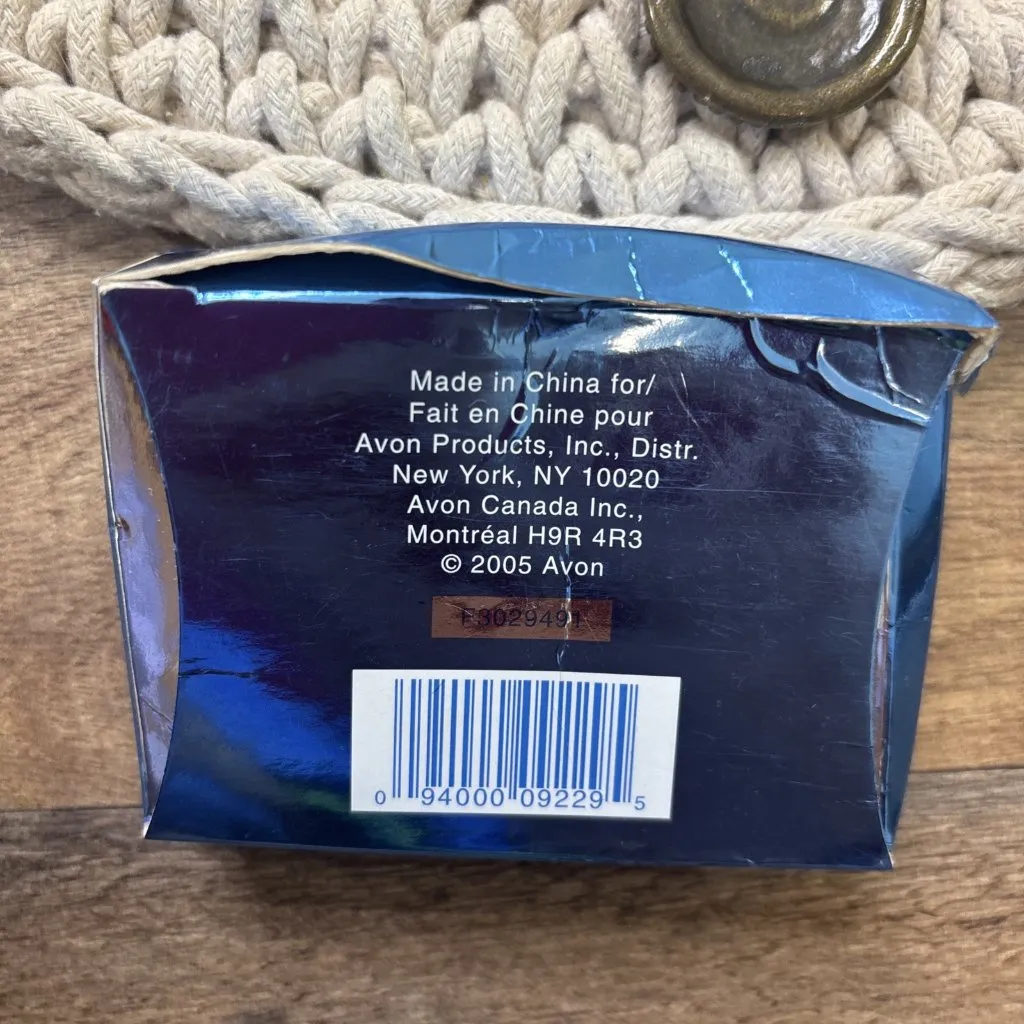 Made in China for/
Fait en Chine pour
Avon Products, Inc., Distr.
New York, NY 10020
Avon Canada Inc.,
Montréal H9R 4R3
© 2005 Avon
F3029491
0 94000 09229 5